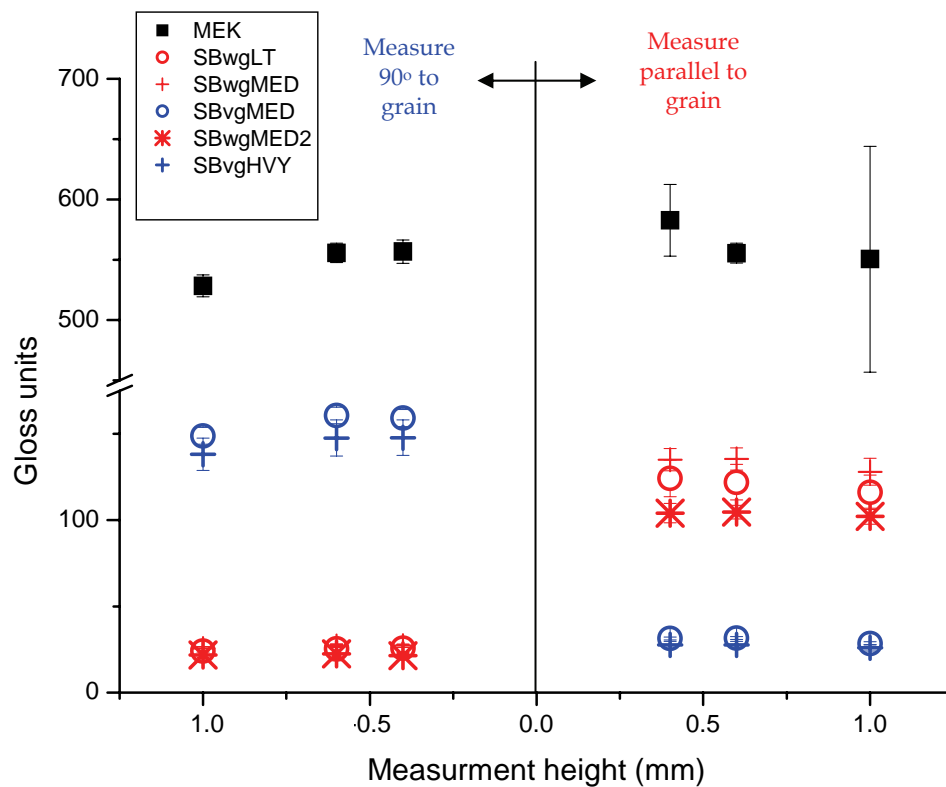 MEK
SBwgLT
SBwgMED
SBvgMED
SBwgMED2
SBvgHVY
Measure
90º to
grain
Measure
parallel to
grain
700
600
500
100
0
Gloss units
1.0 -0.5 0.0 0.5 1.0
Measurment height (mm)